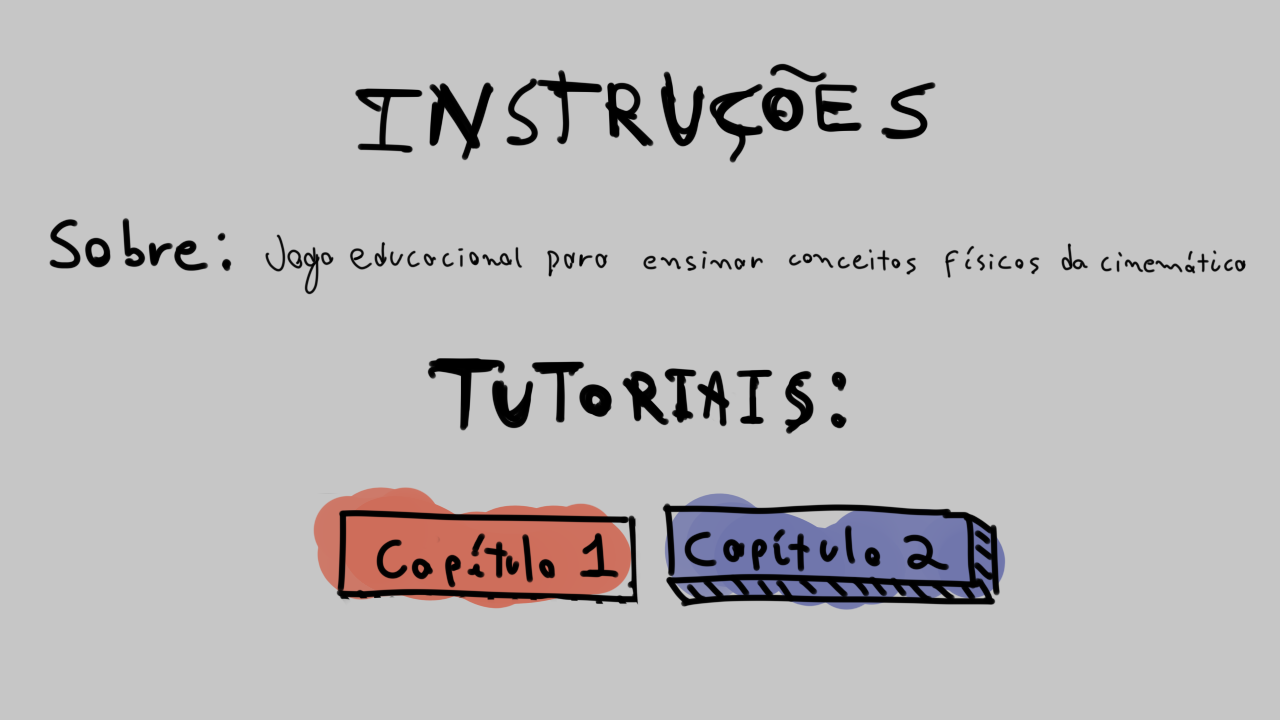 INSTRUÇÕES
Sobre: Jogo educacional para ensinar conceitos físicos da cinemática
TUTORIAIS:
Capítulo 1
Capítulo 2